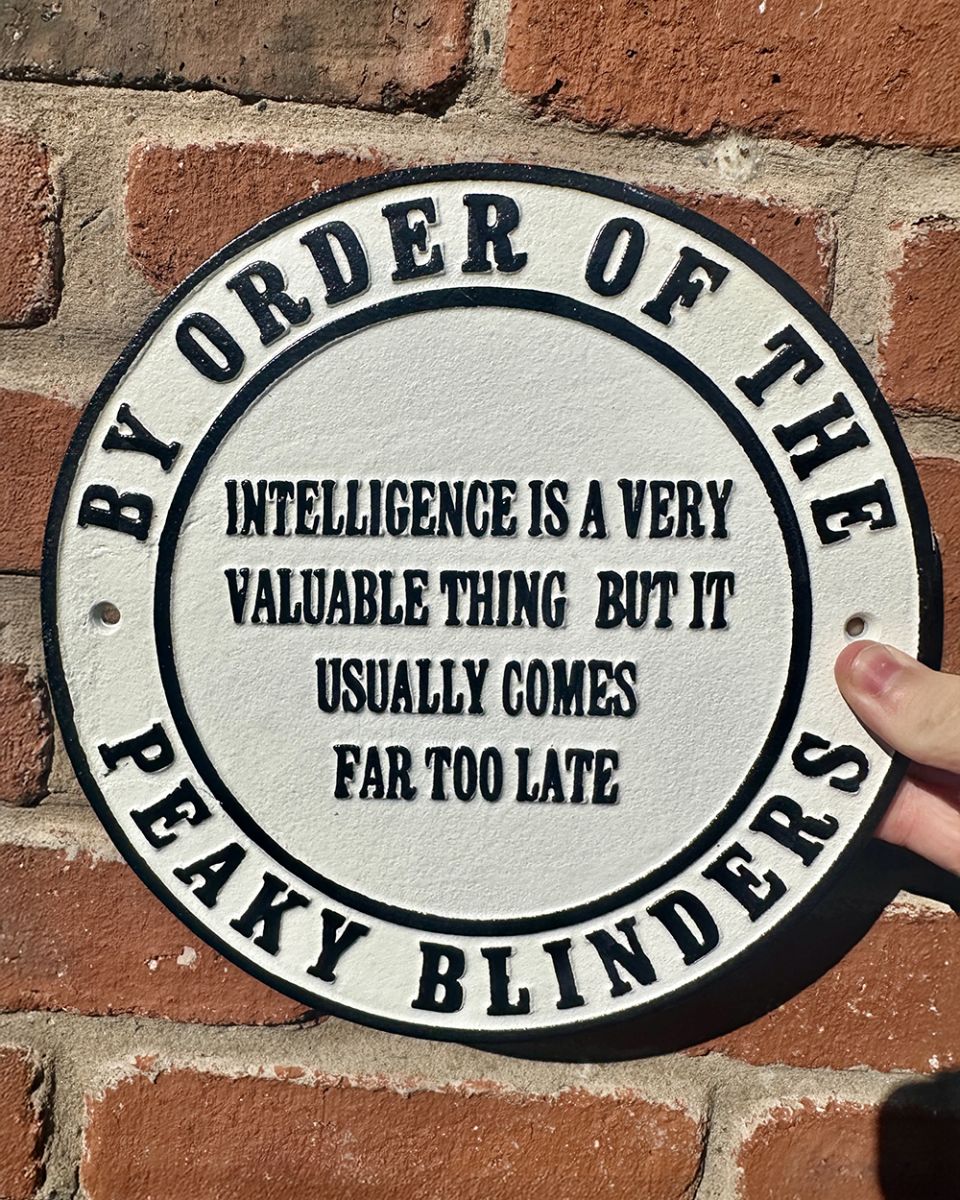 BY ORDER OF THE
INTELLIGENCE IS A VERY
VALUABLE THING BUT IT
USUALLY COMES
FAR TOO LATE
PEAKY BLINDERS